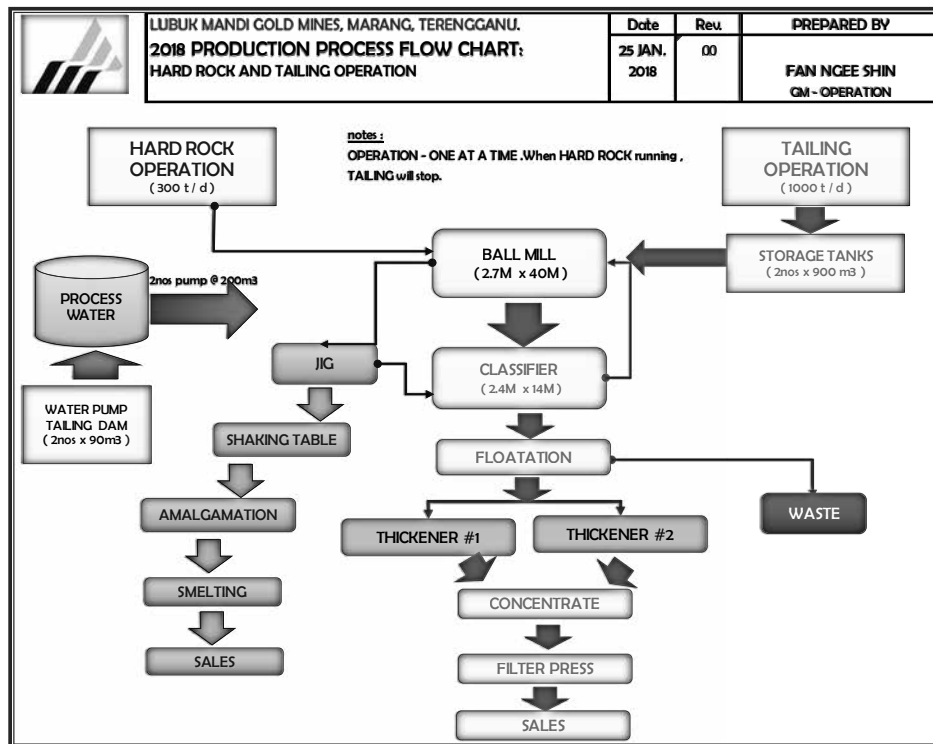 LUBUK MANDI GOLD MINES, MARANG, TERENGGANU.
2018 PRODUCTION PROCESS FLOW CHART:
HARD ROCK AND TAILING OPERATION
Date
25 JAN.
2018
Rev.
00
PREPARED BY
FAN NGEE SHIN
GM - OPERATION
HARD ROCK
OPERATION
( 300 t / d )
notes :
OPERATION - ONE AT A TIME .When HARD ROCK running ,
TAILING will stop.
TAILING
OPERATION
(1000 t / d)
BALL MILL
( 2.7M x 40M )
STORAGE TANKS
( 2nos x 900 m3 )
2nos pump @ 200m3
PROCESS
WATER
JIG
CLASSIFIER
( 2.4M x 14M )
WATER PUMP
TAILING DAM
( 2nos x 90m3 )
SHAKING TABLE
FLOATATION
AMALGAMATION
WASTE
THICKENER #1
THICKENER #2
SMELTING
CONCENTRATE
SALES
FILTER PRESS
SALES